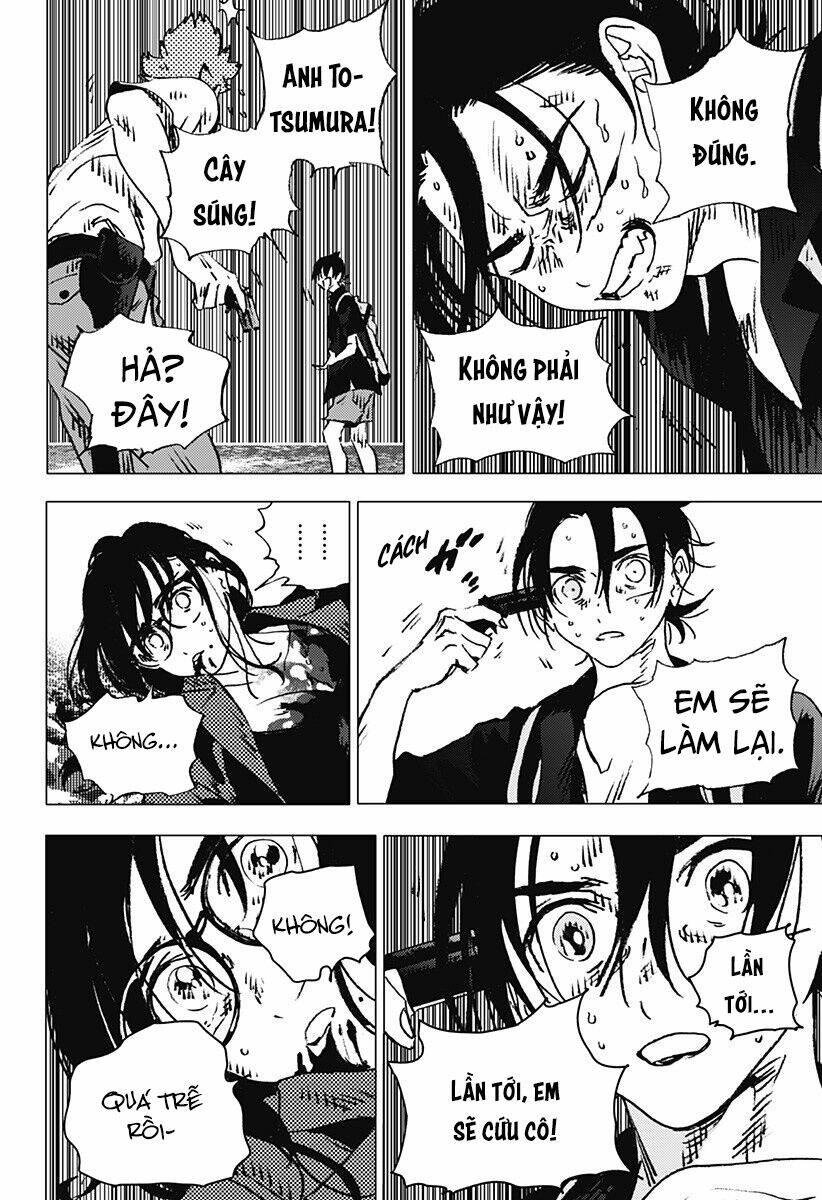 KHÔNG
ĐÚNG.
KHÔNG PHẢI
NHƯ VẬY!
ANH TO-
TSUMURA!
CÂY
SÚNG!
HẢ?
ĐÂY!
CÁCH
EM SẼ
LÀM LẠI.
......
KHÔNG...
LẦN
TỚI...
LẦN TỚI, EM
SẼ CỨU CÔ!
KHÔNG!
QUÁ TRỄ
RỒI-